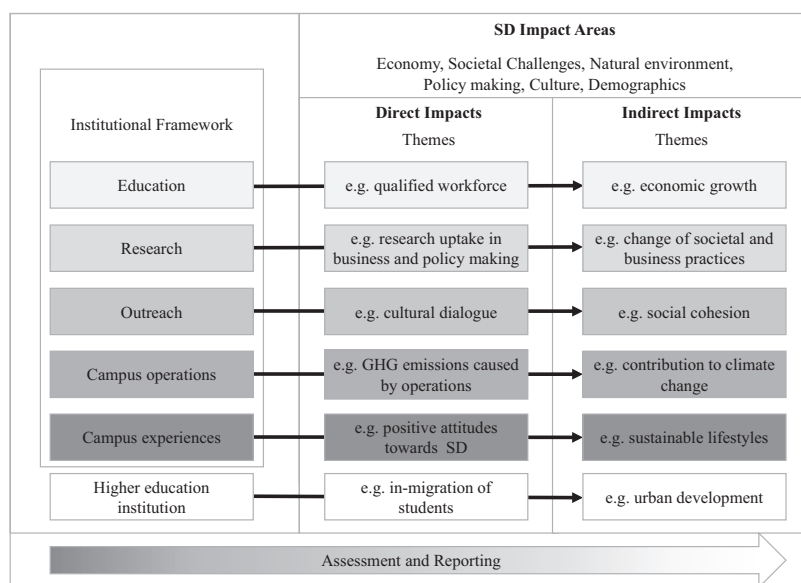 SD Impact Areas
Economy, Societal Challenges, Natural environment,
Policy making, Culture, Demographics
Institutional Framework
Direct Impacts
Themes
Indirect Impacts
Themes
Education
e.g. qualified workforce
e.g. economic growth
Research
e.g. research uptake in
business and policy making
e.g. change of societal and
business practices
Outreach
e.g. cultural dialogue
e.g. social cohesion
Campus operations
e.g. GHG emissions caused
by operations
e.g. contribution to climate
change
Campus experiences
e.g. positive attitudes
towards SD
e.g. sustainable lifestyles
Higher education
institution
e.g. in-migration of
students
e.g. urban development
Assessment and Reporting